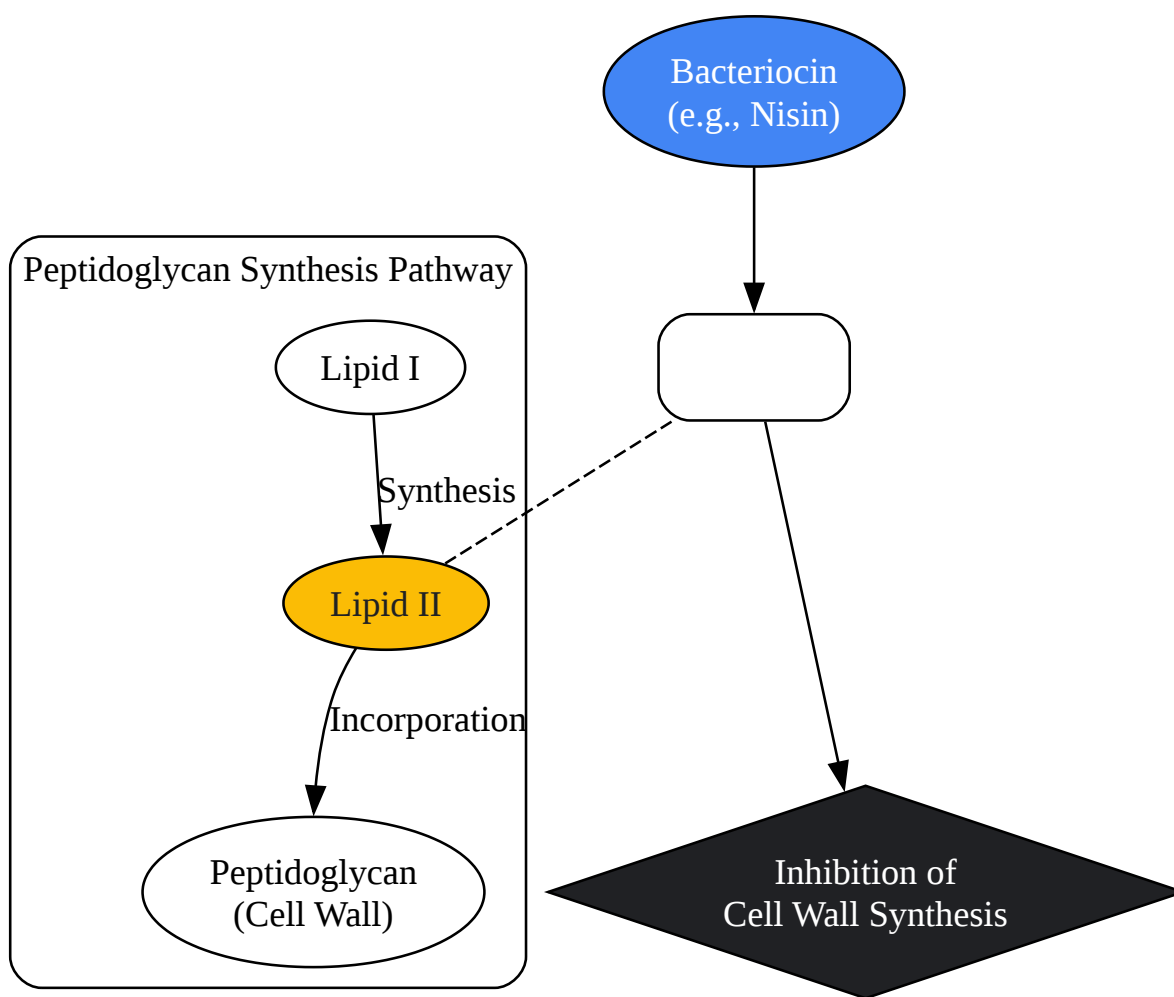 Bacteriocin
(e.g., Nisin)
Peptidoglycan Synthesis Pathway
Lipid I
Synthesis
Lipid II
Incorporation
Peptidoglycan
(Cell Wall)
Inhibition of
Cell Wall Synthesis